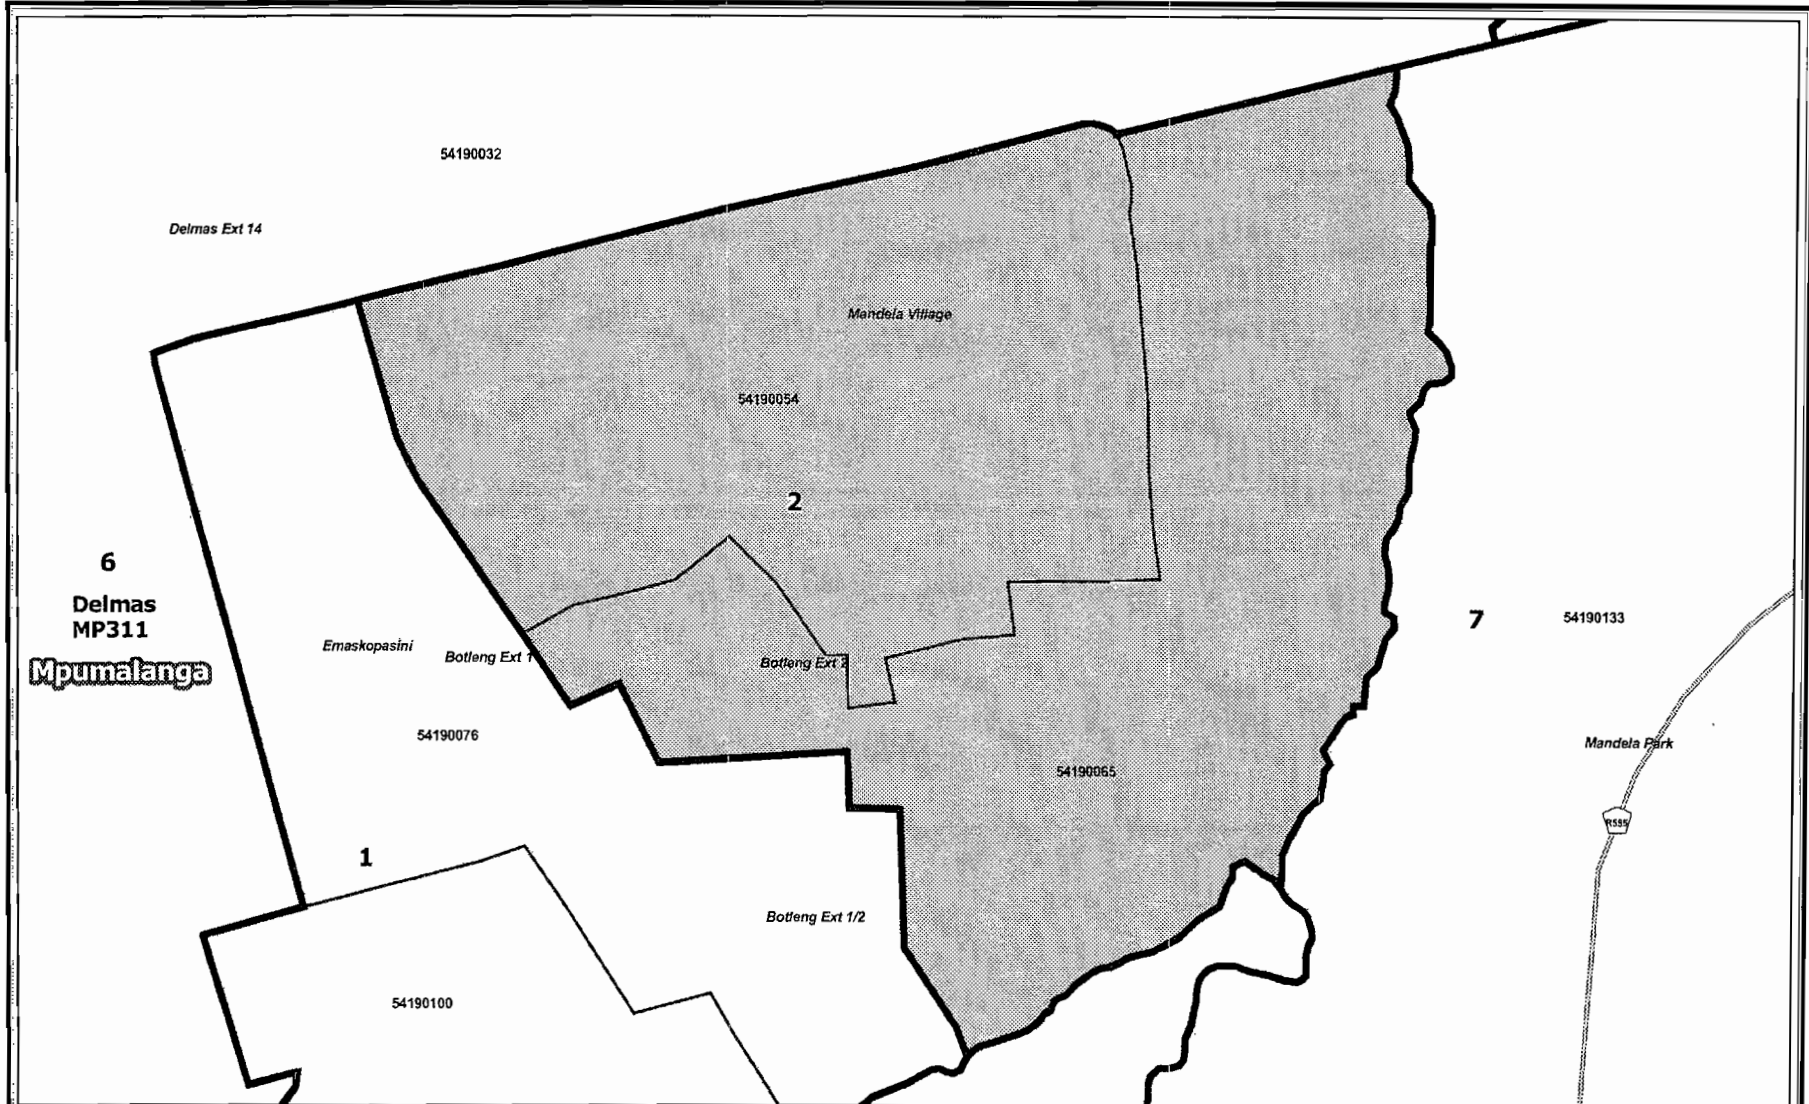 54190032
Delmas Ext 14
Mandela Village
54190054
2
6
Delmas
MP311
Mpumalanga
Emaskopasini
Botleng Ext 1
Botleng Ext 2
7
54190133
54190076
54190065
Mandela Park
R555
1
Botleng Ext 1/2
54190100